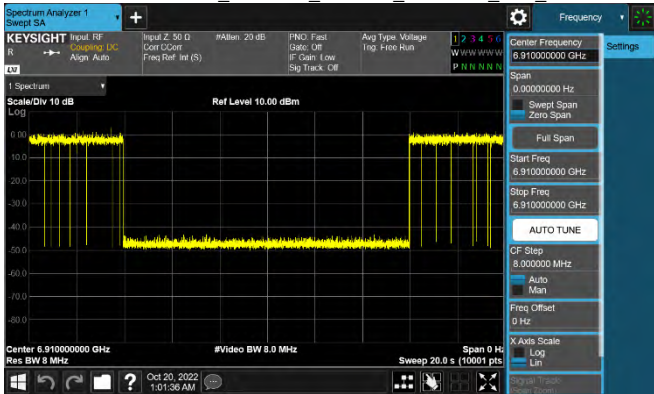 Spectrum Analyzer 1
Swept SA
+
Frequency
KEYSIGHT Input: RF
R Coupling: DC
Align: Auto
LXI
Input Z: 50 Ω
Corr CCorr
Freq Ref: Int (S)
#Atten: 20 dB
PNO: Fast
Gate: Off
IF Gain: Low
Sig Track: Off
Avg Type: Voltage
Trig: Free Run
1 2 3 4 5 6
W W W W W W
P N N N N N
1 Spectrum
Scale/Div 10 dB
Ref Level 10.00 dBm
Log
0.00
-10.0
-20.0
-30.0
-40.0
-50.0
-60.0
-70.0
-80.0
Center 6.910000000 GHz
#Video BW 8.0 MHz
Span 0 Hz
Res BW 8 MHz
Sweep 20.0 s (10001 pts
Oct 20, 2022
1:01:36 AM
Center Frequency
6.910000000 GHz
Settings
Span
0.00000000 Hz
Swept Span
Zero Span
Full Span
Start Freq
6.910000000 GHz
Stop Freq
6.910000000 GHz
AUTO TUNE
CF Step
8.000000 MHz
Auto
Man
Freq Offset
0 Hz
X Axis Scale
Log
Lin
Signal Track